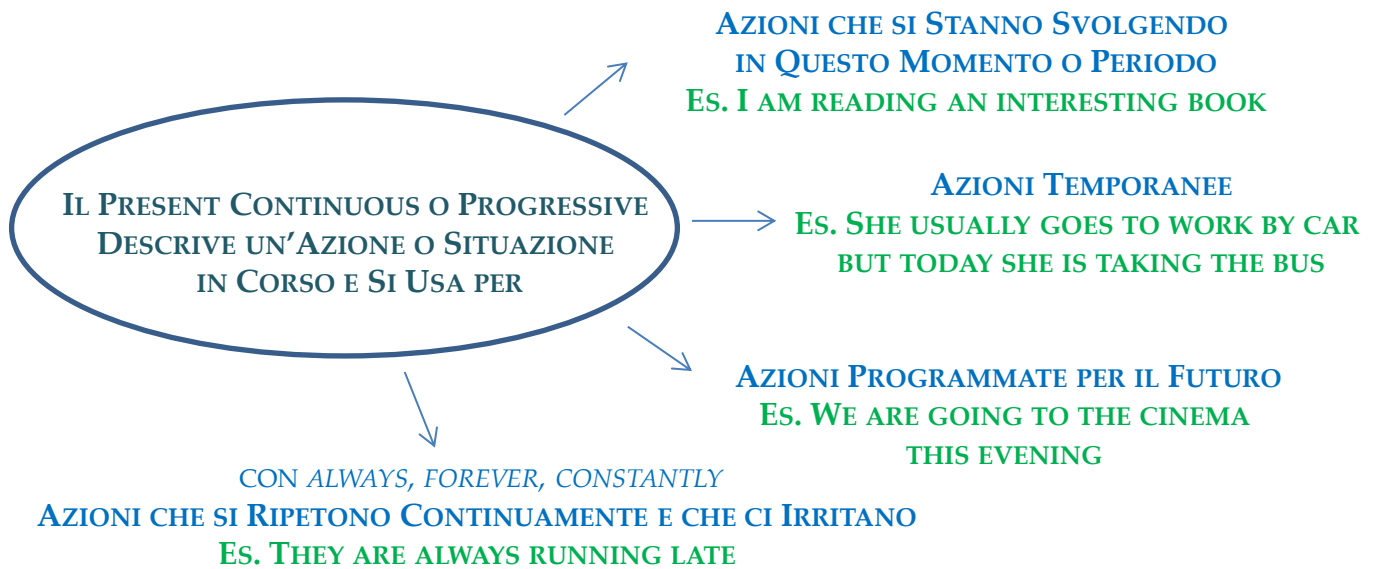 Il Present Continuous o Progressive
Descrive un’Azione o Situazione
in Corso e Si Usa per
Azioni che si Stanno Svolgendo
in Questo Momento o Periodo
Es. I am reading an interesting book
Azioni Temporanee
Es. She usually goes to work by car
but today she is taking the bus
Azioni Programmate per il Futuro
Es. We are going to the cinema
this evening
con always, forever, constantly
Azioni che si Ripetono Continuamente e che ci Irritano
Es. They are always running late